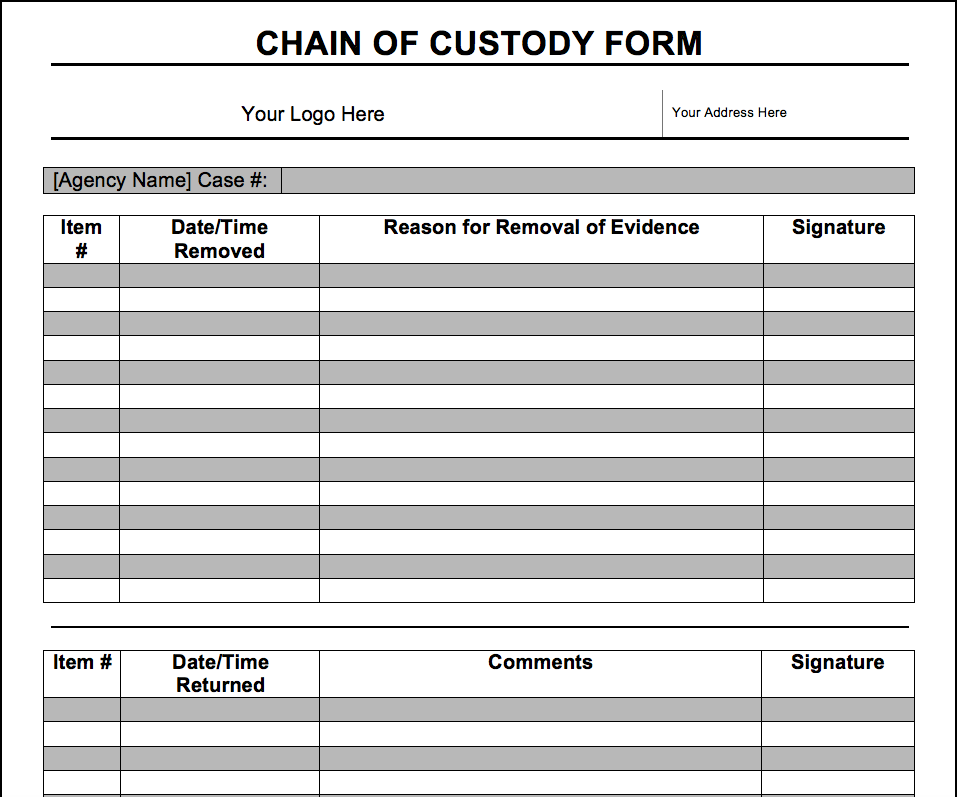 CHAIN OF CUSTODY FORM
Your Logo Here
Your Address Here
[Agency Name] Case #:
Item # Date/Time Removed Reason for Removal of Evidence Signature
Item # Date/Time Returned Comments Signature